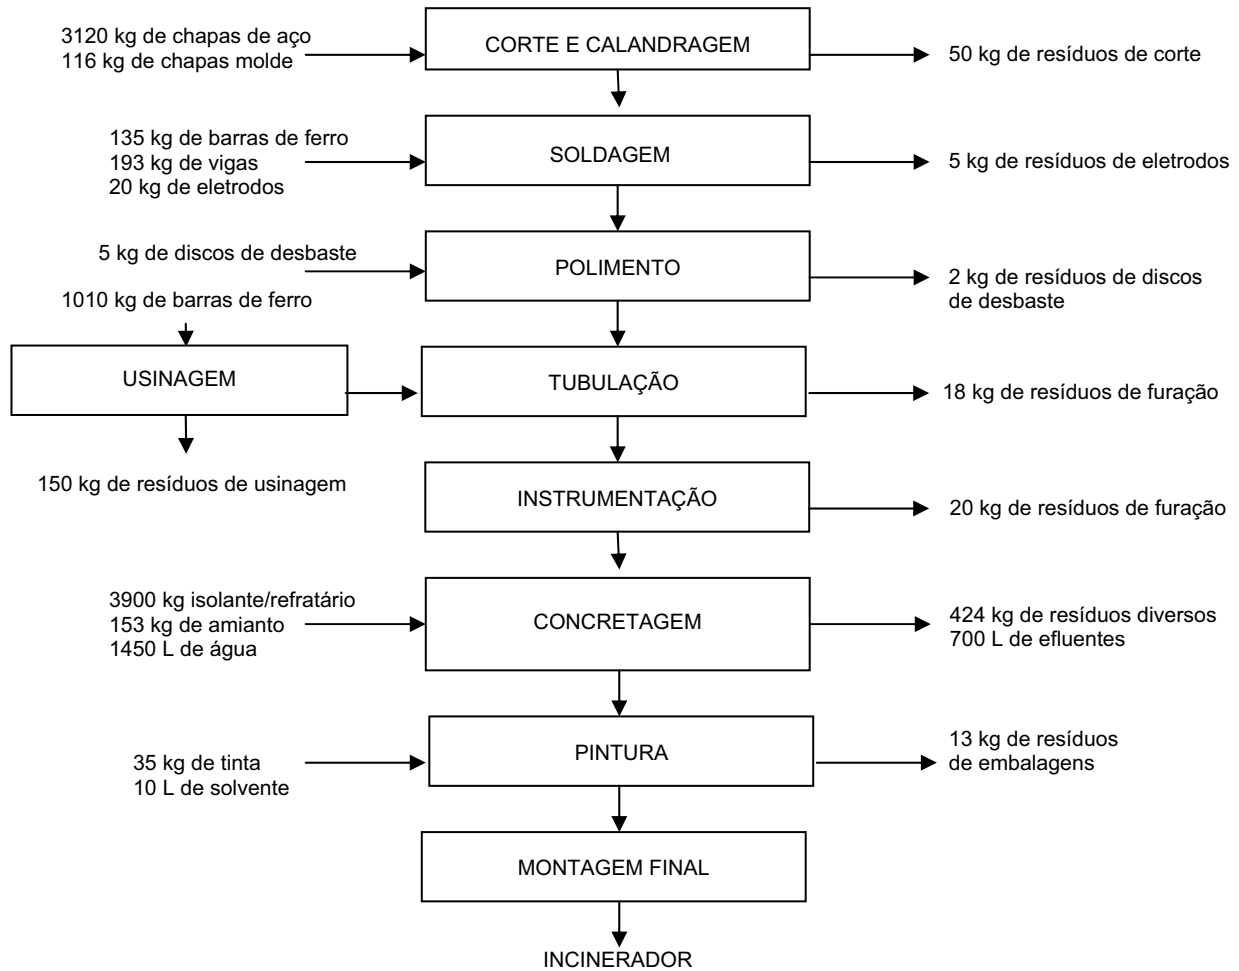 3120 kg de chapas de aço
116 kg de chapas molde
CORTE E CALANDRAGEM
50 kg de resíduos de corte
135 kg de barras de ferro
193 kg de vigas
20 kg de eletrodos
SOLDAGEM
5 kg de resíduos de eletrodos
5 kg de discos de desbaste
POLIMENTO
2 kg de resíduos de discos
de desbaste
1010 kg de barras de ferro
USINAGEM
TUBULAÇÃO
18 kg de resíduos de furação
150 kg de resíduos de usinagem
INSTRUMENTAÇÃO
20 kg de resíduos de furação
3900 kg isolante/refratário
153 kg de amianto
1450 L de água
CONCRETAGEM
424 kg de resíduos diversos
700 L de efluentes
35 kg de tinta
10 L de solvente
PINTURA
13 kg de resíduos
de embalagens
MONTAGEM FINAL
INCINERADOR